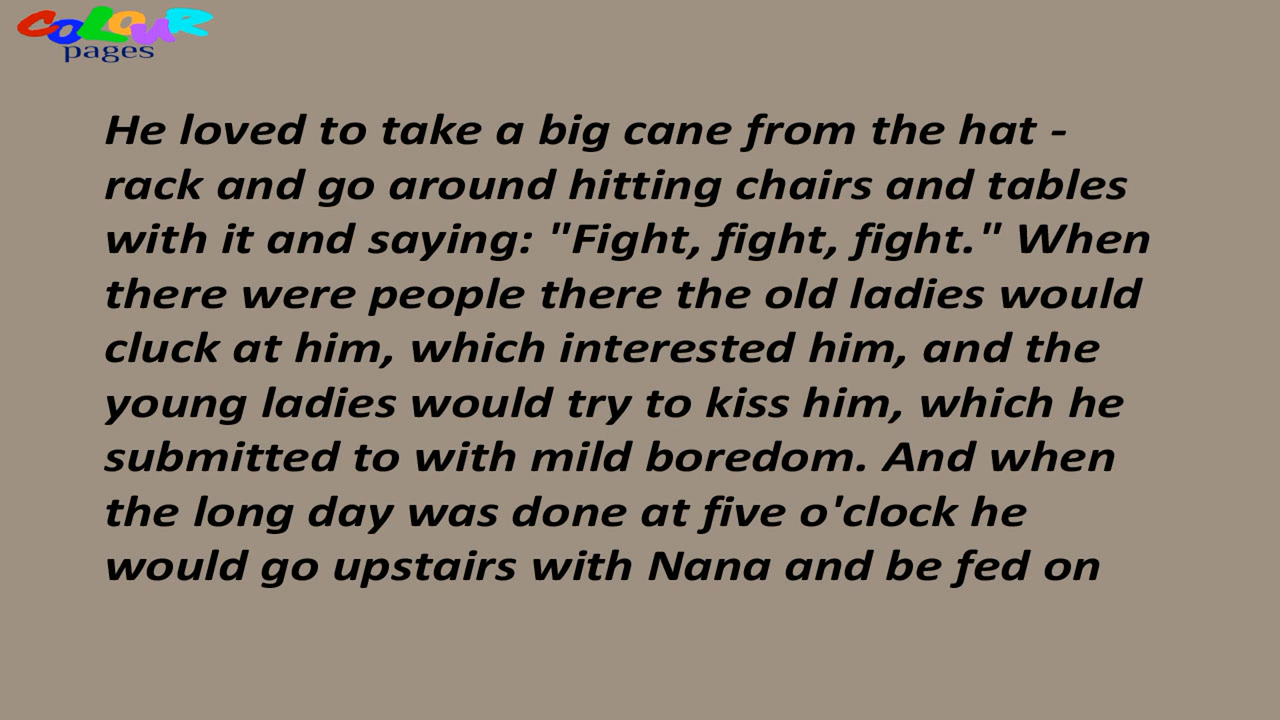 COLOUR
pages
He loved to take a big cane from the hat -
rack and go around hitting chairs and tables
with it and saying: "Fight, fight, fight." When
there were people there the old ladies would
cluck at him, which interested him, and the
young ladies would try to kiss him, which he
submitted to with mild boredom. And when
the long day was done at five o'clock he
would go upstairs with Nana and be fed on